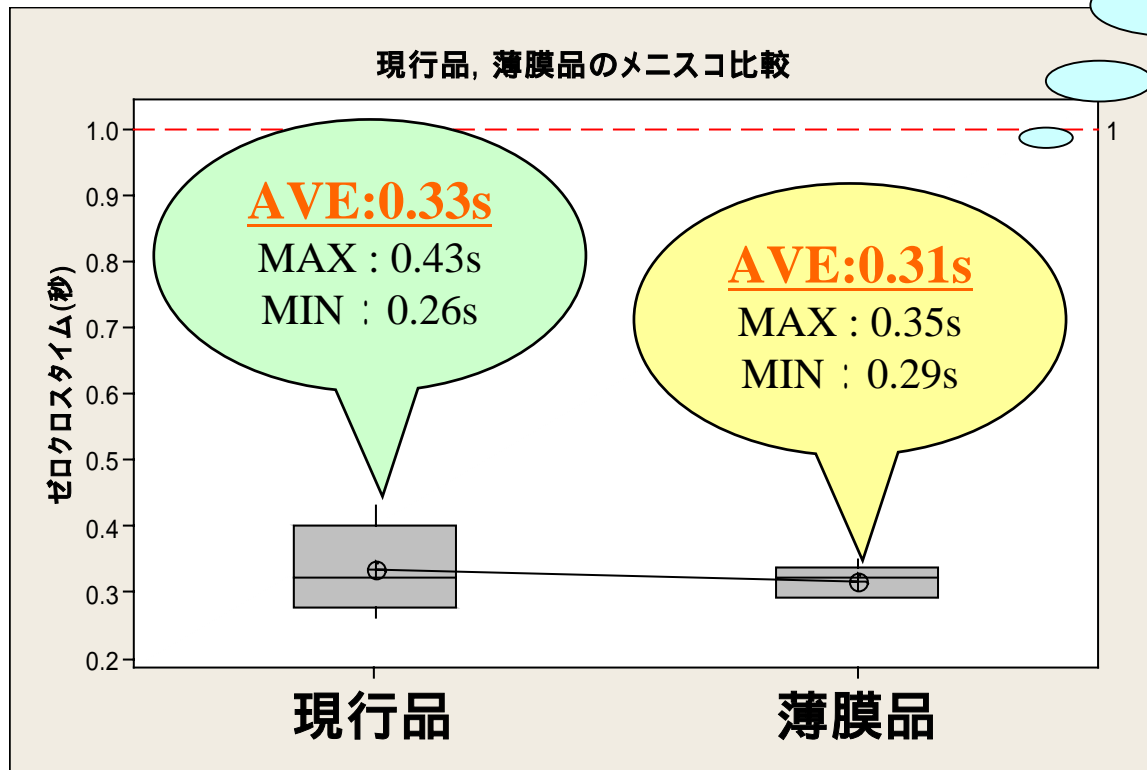 現行品, 薄膜品のメニスコ比較
ゼロクロスタイム(秒)
1.0
0.9
0.8
0.7
0.6
0.5
0.4
0.3
0.2
1
AVE:0.33s
MAX : 0.43s
MIN : 0.26s
AVE:0.31s
MAX : 0.35s
MIN : 0.29s
現行品
薄膜品